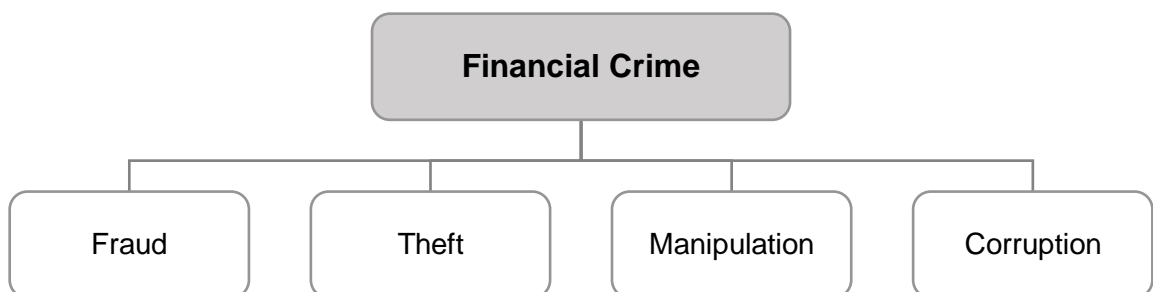 Financial Crime
Fraud
Theft
Manipulation
Corruption